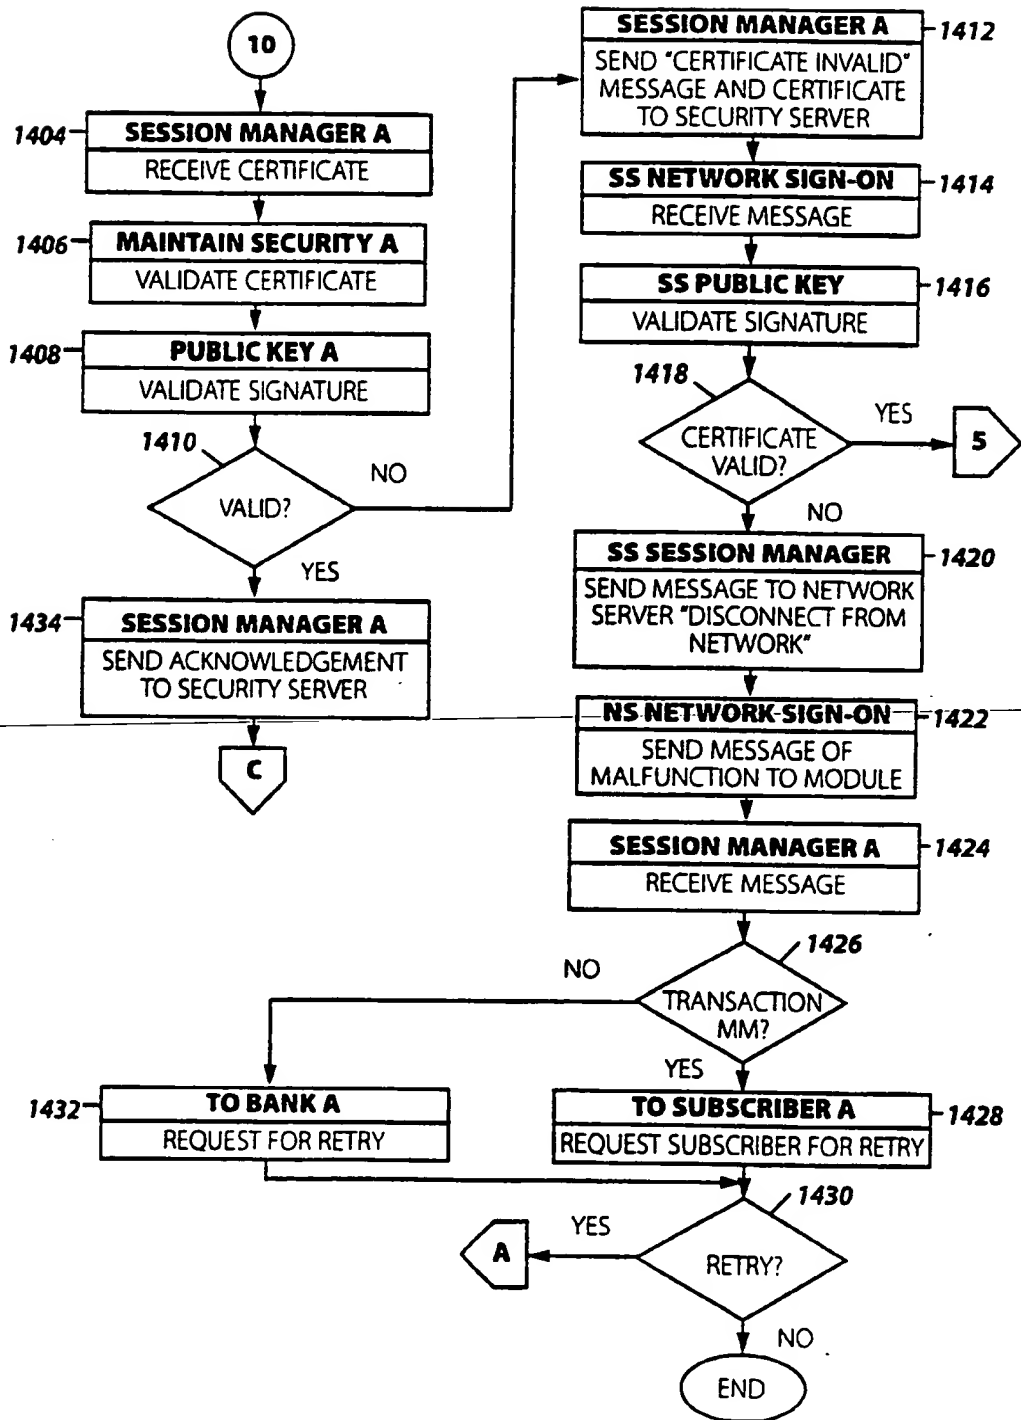 10
1404
SESSION MANAGER A
RECEIVE CERTIFICATE
1406
MAINTAIN SECURITY A
VALIDATE CERTIFICATE
1408
PUBLIC KEY A
VALIDATE SIGNATURE
1410
VALID?
NO
YES
1434
SESSION MANAGER A
SEND ACKNOWLEDGEMENT
TO SECURITY SERVER
C
SESSION MANAGER A
1412
SEND "CERTIFICATE INVALID"
MESSAGE AND CERTIFICATE
TO SECURITY SERVER
SS NETWORK SIGN-ON
1414
RECEIVE MESSAGE
SS PUBLIC KEY
1416
VALIDATE SIGNATURE
1418
CERTIFICATE
VALID?
YES
5
NO
SS SESSION MANAGER
1420
SEND MESSAGE TO NETWORK
SERVER "DISCONNECT FROM
NETWORK"
NS NETWORK SIGN-ON
1422
SEND MESSAGE OF
MALFUNCTION TO MODULE
SESSION MANAGER A
1424
RECEIVE MESSAGE
1426
TRANSACTION
MM?
NO
YES
1432
TO BANK A
REQUEST FOR RETRY
TO SUBSCRIBER A
1428
REQUEST SUBSCRIBER FOR RETRY
1430
RETRY?
YES
A
NO
END